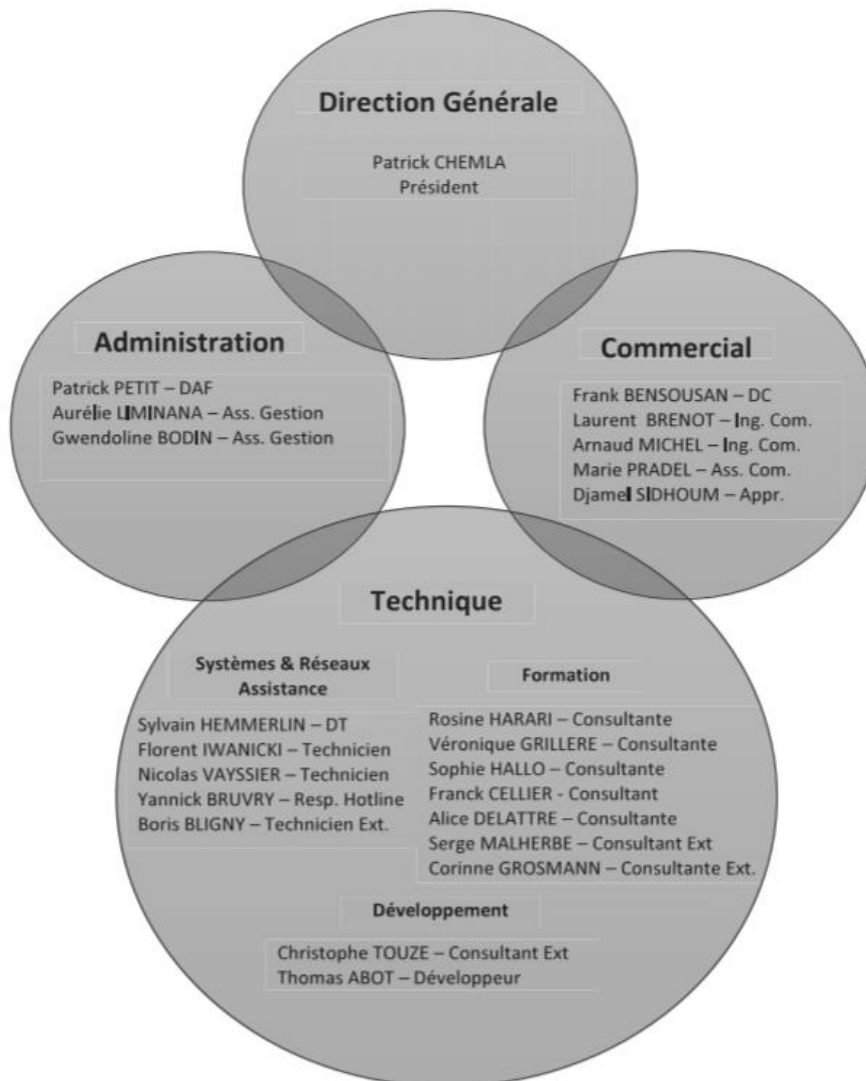 Direction Générale
Patrick CHEMLA
Président
Administration
Patrick PETIT – DAF
Aurélie LIMINANA – Ass. Gestion
Gwendoline BODIN – Ass. Gestion
Commercial
Frank BENSOUSAN – DC
Laurent BRENOT – Ing. Com.
Arnaud MICHEL – Ing. Com.
Marie PRADEL – Ass. Com.
Djamel SIDHOUM – Appr.
Technique
Systèmes & Réseaux
Assistance
Sylvain HEMMERLIN – DT
Florent IWANICKI – Technicien
Nicolas VAYSSIER – Technicien
Yannick BRUVRY – Resp. Hotline
Boris BLIGNY – Technicien Ext.
Formation
Rosine HARARI – Consultante
Véronique GRILLERE – Consultante
Sophie HALLO – Consultante
Franck CELLIER - Consultant
Alice DELATTRE – Consultante
Serge MALHERBE – Consultant Ext
Corinne GROSMANN – Consultante Ext.
Développement
Christophe TOUZE – Consultant Ext
Thomas ABOT – Développeur